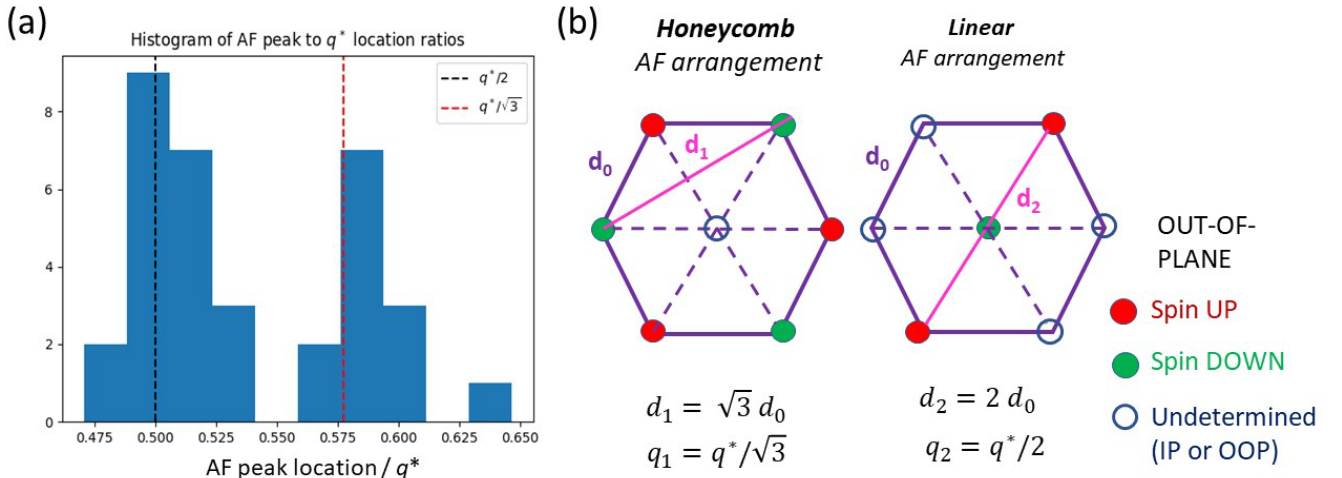 (a)
Histogram of AF peak to q* location ratios
q*/2
q*/√3
8
6
4
2
0
0.475 0.500 0.525 0.550 0.575 0.600 0.625 0.650
AF peak location / q*
(b)
Honeycomb
AF arrangement
d₀
d₁
d₁ = √3 d₀
q₁ = q*/√3
Linear
AF arrangement
d₀
d₂
d₂ = 2 d₀
q₂ = q*/2
OUT-OF-
PLANE
Spin UP
Spin DOWN
Undetermined
(IP or OOP)